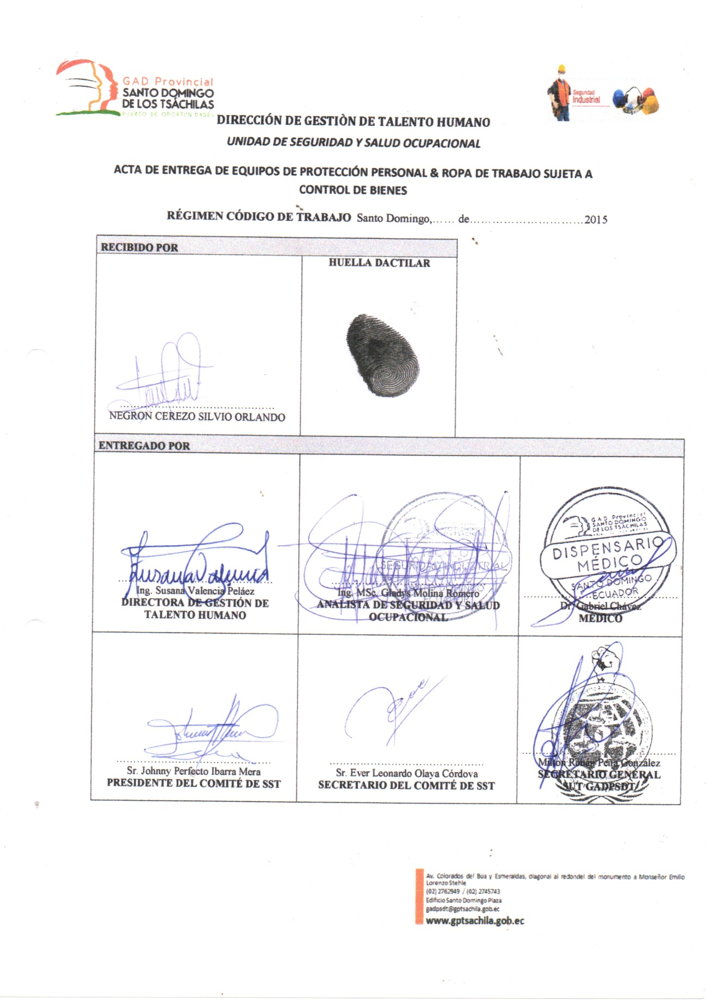 GAD Provincial
SANTO DOMINGO
DE LOS TSÁCHILAS
PUERTO DE OPORTUNIDADES
Seguridad
Industrial
DIRECCIÓN DE GESTIÒN DE TALENTO HUMANO
UNIDAD DE SEGURIDAD Y SALUD OCUPACIONAL
ACTA DE ENTREGA DE EQUIPOS DE PROTECCIÓN PERSONAL & ROPA DE TRABAJO SUJETA A
CONTROL DE BIENES
RÉGIMEN CÓDIGO DE TRABAJO Santo Domingo,...... de..............................2015
RECIBIDO POR
HUELLA DACTILAR
NEGRON CEREZO SILVIO ORLANDO
ENTREGADO POR
Susana Valencia
Ing. Susana Valencia Peláez
DIRECTORA DE GESTIÓN DE
TALENTO HUMANO
SEGURIDAD INDUSTRIAL
ECUADOR
Ing. MSc. Gladys Molina Romero
ANALISTA DE SEGURIDAD Y SALUD
OCUPACIONAL
GAD Provincial
SANTO DOMINGO
DE LOS TSÁCHILAS
DISPENSARIO
MÉDICO
SANTO DOMINGO
ECUADOR
Dr. Gabriel Chávez
MÉDICO
Sr. Johnny Perfecto Ibarra Mera
PRESIDENTE DEL COMITÉ DE SST
Sr. Ever Leonardo Olaya Córdova
SECRETARIO DEL COMITÉ DE SST
Milton Robin Peña González
SECRETARIO GENERAL
SUT GADPSDT
Av. Colorados del Búa y Esmeraldas, diagonal al redondel del monumento a Monseñor Emilio
Lorenzo Stehle
(02) 2762949 / (02) 2745743
Edificio Santo Domingo Plaza
gadpsdt@gptsachila.gob.ec
www.gptsachila.gob.ec